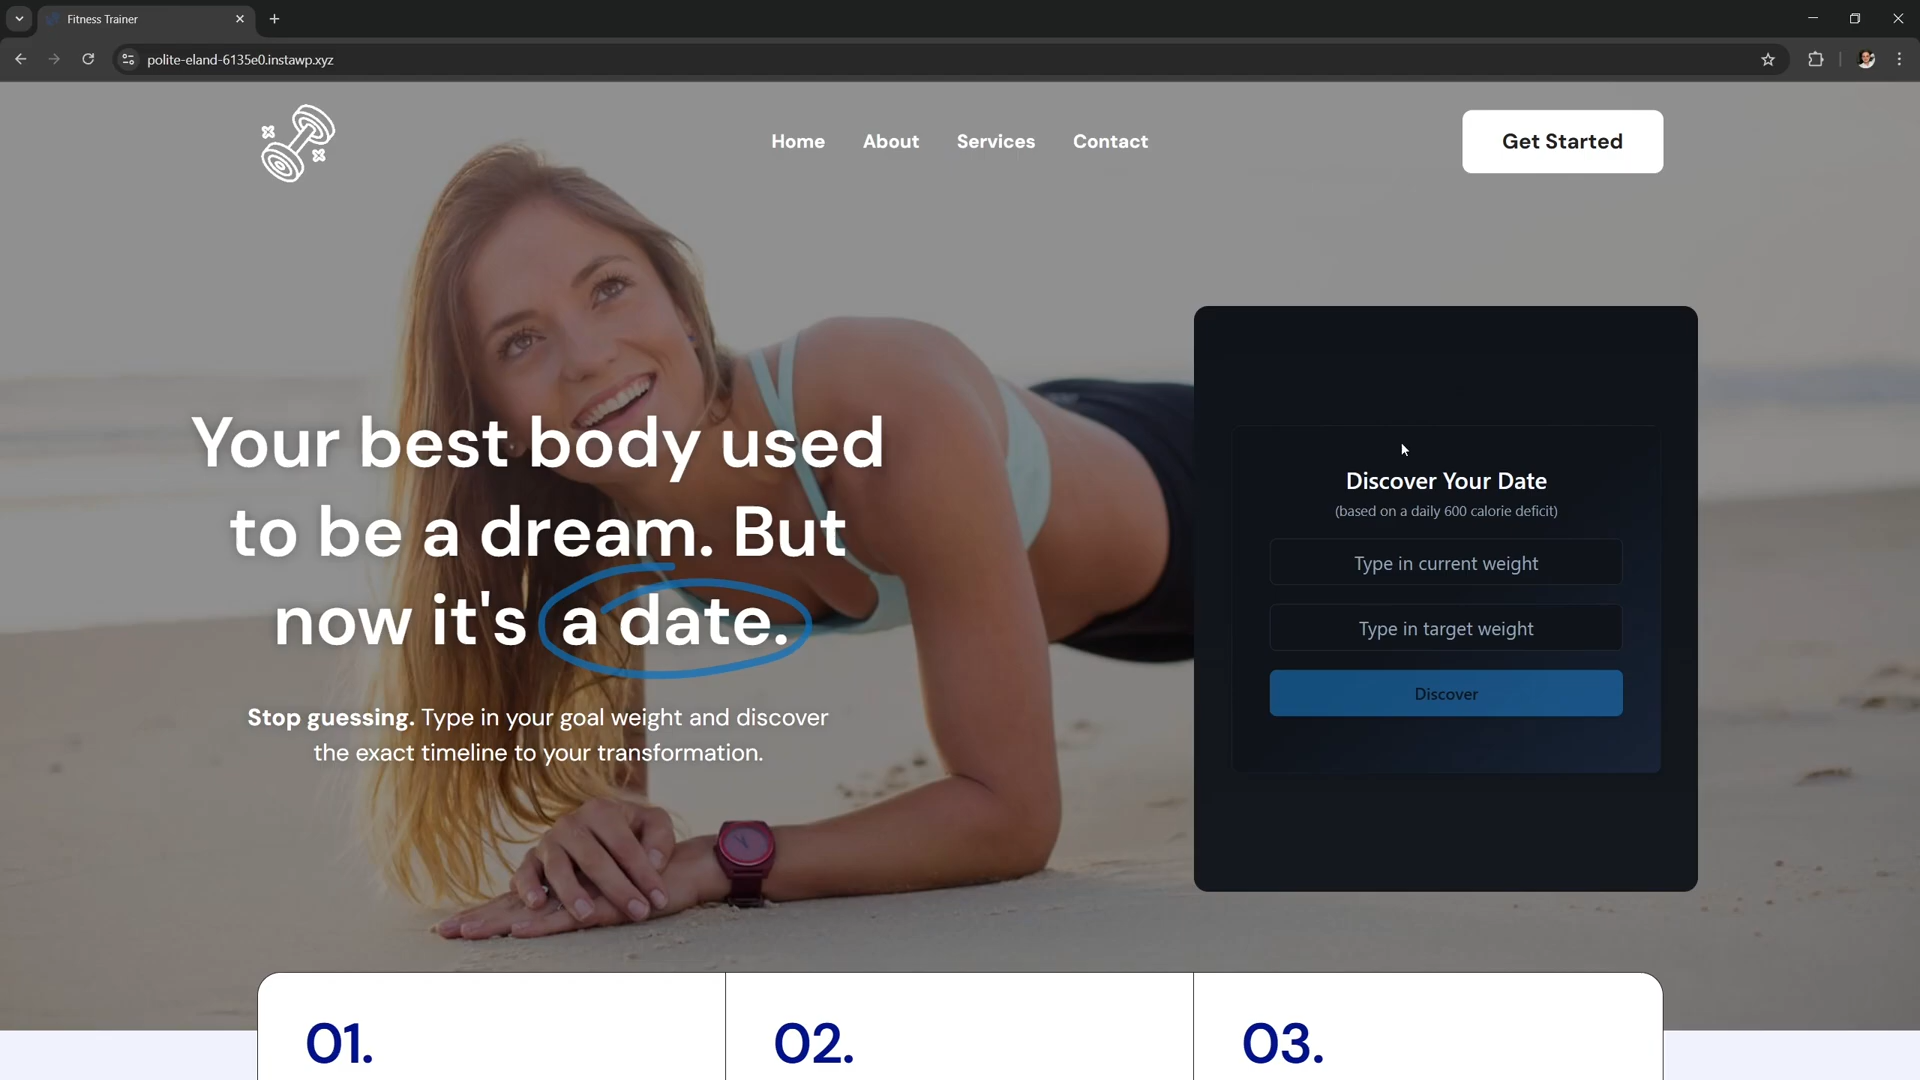 Fitness Trainer
polite-eland-6135e0.instawp.xyz
Home About Services Contact
Get Started
Your best body used
to be a dream. But
now it's a date.
Stop guessing. Type in your goal weight and discover
the exact timeline to your transformation.
Discover Your Date
(based on a daily 600 calorie deficit)
Type in current weight
Type in target weight
Discover
01. 02. 03.